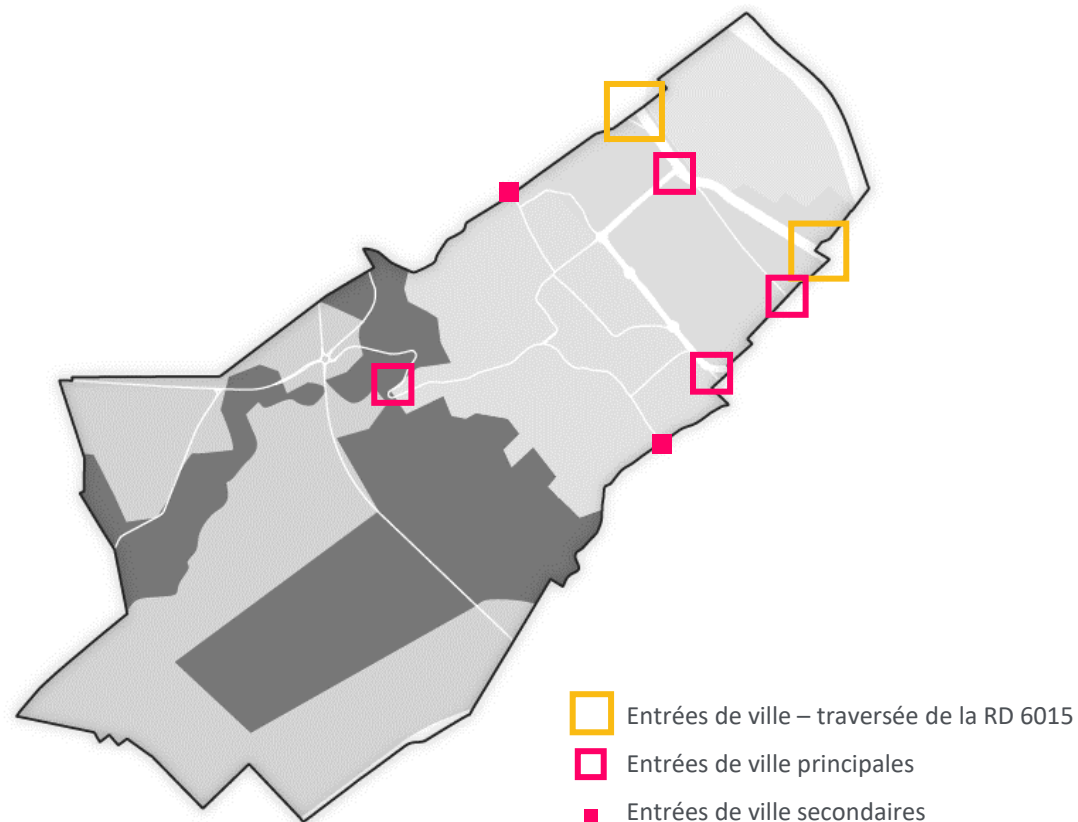 Entrées de ville – traversée de la RD 6015
Entrées de ville principales
Entrées de ville secondaires